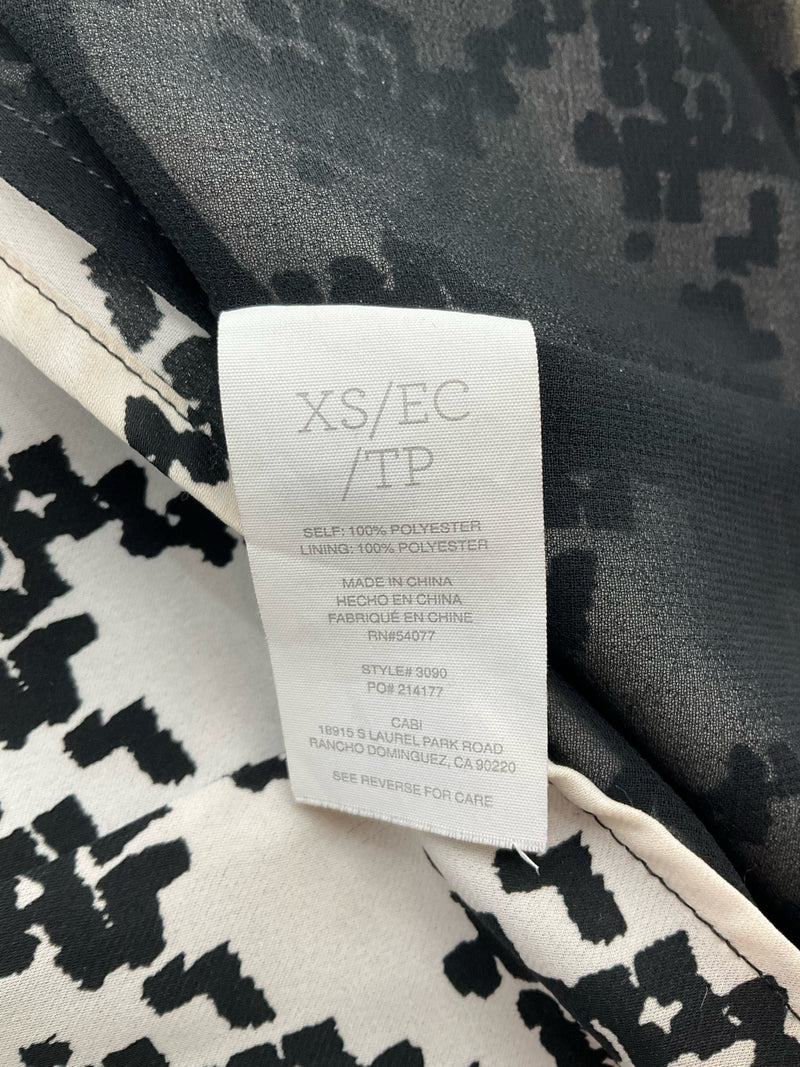 XS/EC
/TP
SELF: 100% POLYESTER
LINING: 100% POLYESTER
MADE IN CHINA
HECHO EN CHINA
FABRIQUÉ EN CHINE
RN#54077
STYLE# 3090
PO# 214177
CABI
18915 S LAUREL PARK ROAD
RANCHO DOMINGUEZ, CA 90220
SEE REVERSE FOR CARE